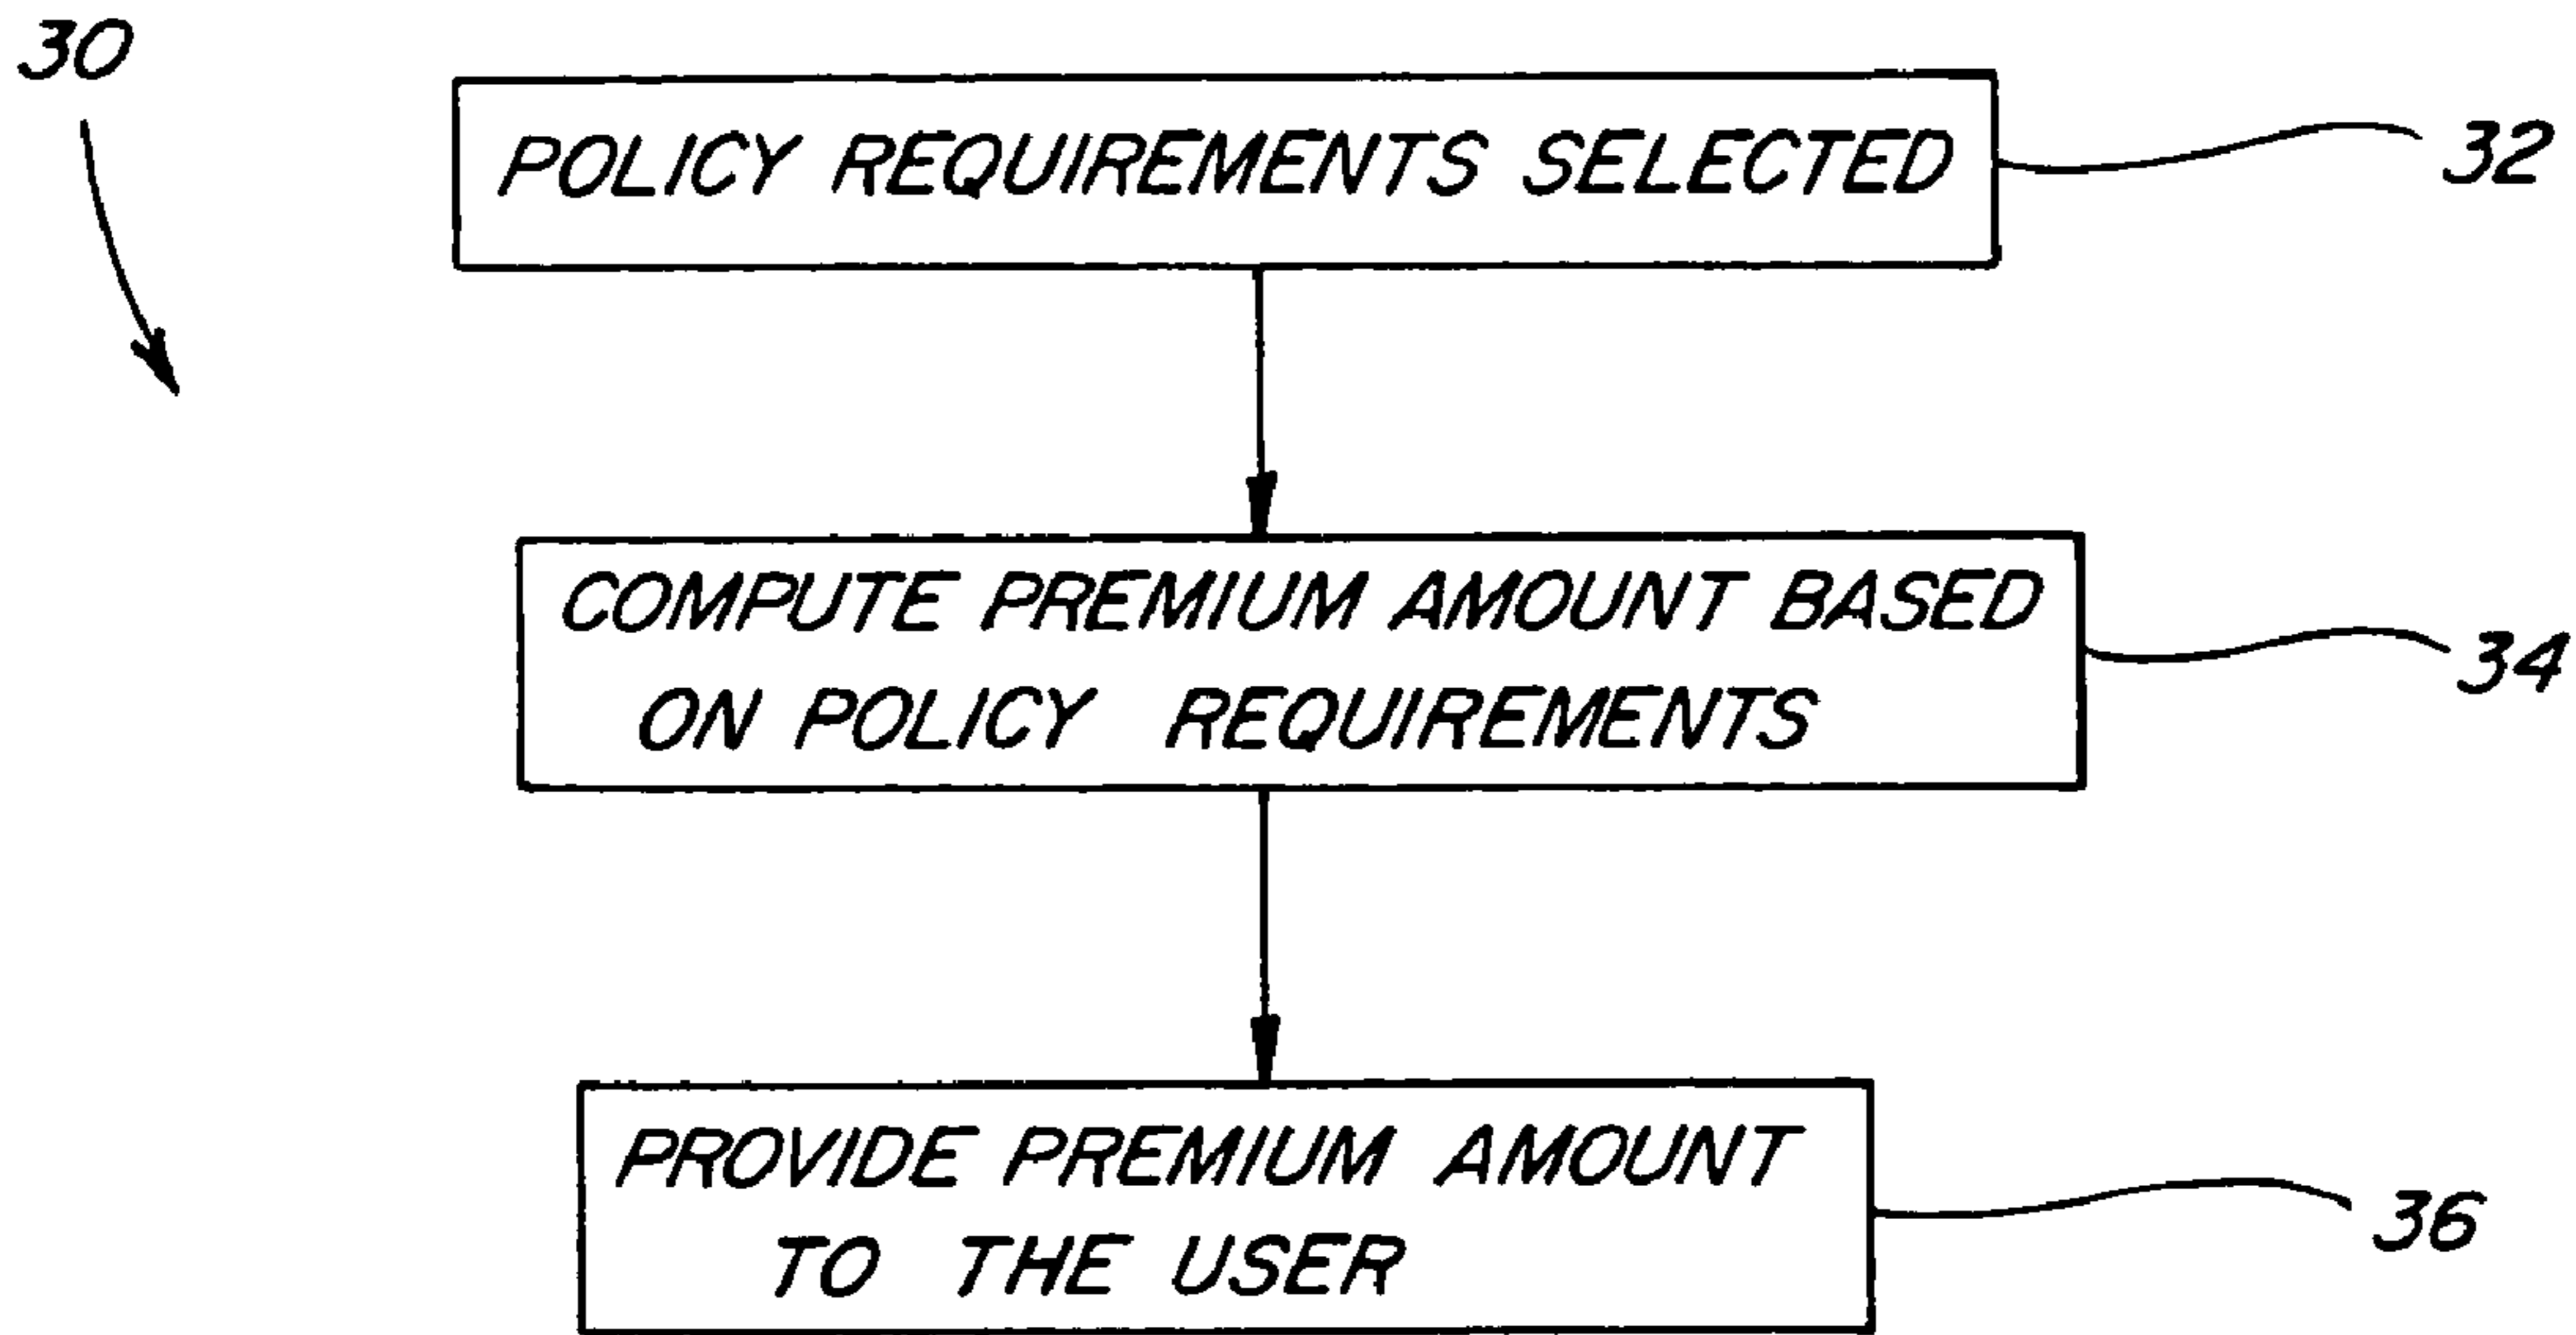 30
POLICY REQUIREMENTS SELECTED
32
COMPUTE PREMIUM AMOUNT BASED
ON POLICY REQUIREMENTS
34
PROVIDE PREMIUM AMOUNT
TO THE USER
36